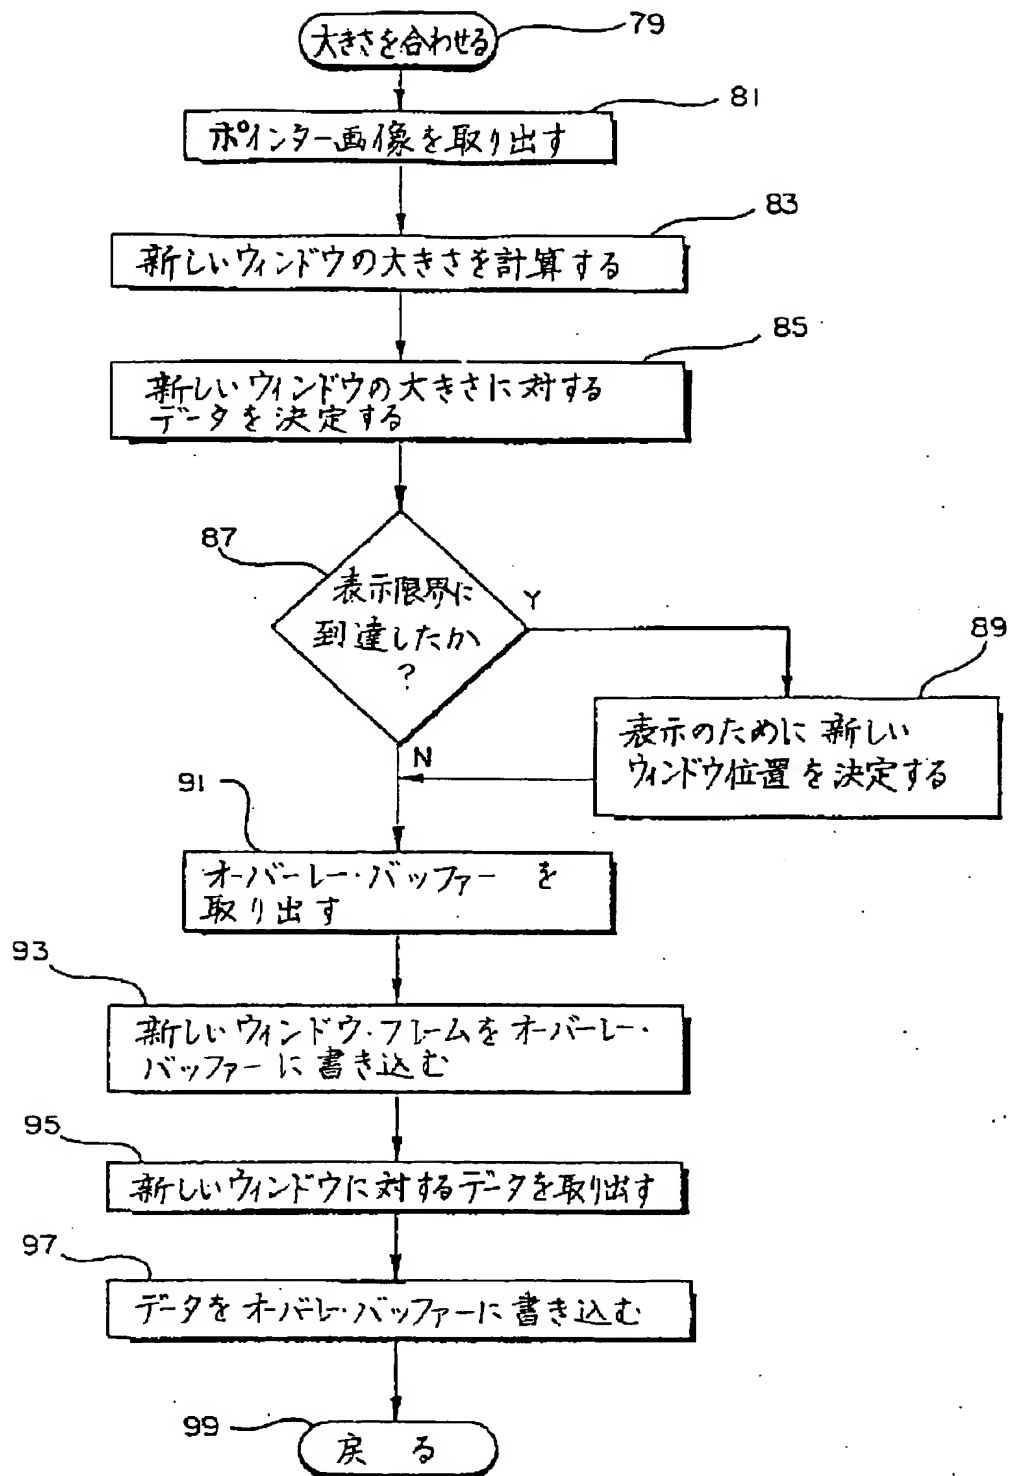 大きさを合わせる
79
81
ポインター画像を取り出す
83
新しいウィンドウの大きさを計算する
85
新しいウィンドウの大きさに対する
データを決定する
87
表示限界に
到達したか
?
Y
N
89
表示のために新しい
ウィンドウ位置を決定する
91
オーバーレー・バッファー を
取り出す
93
新しいウィンドウ・フレームをオーバーレー・
バッファーに書き込む
95
新しいウィンドウに対するデータを取り出す
97
データをオーバーレー・バッファーに書き込む
99
戻 る